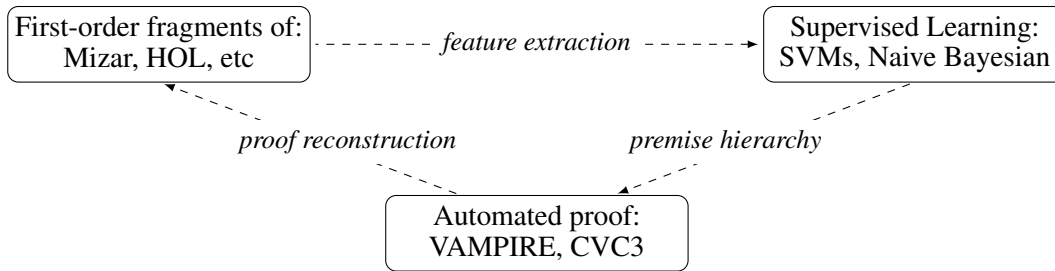 First-order fragments of:
Mizar, HOL, etc
feature extraction
Supervised Learning:
SVMs, Naive Bayesian
proof reconstruction
premise hierarchy
Automated proof:
VAMPIRE, CVC3